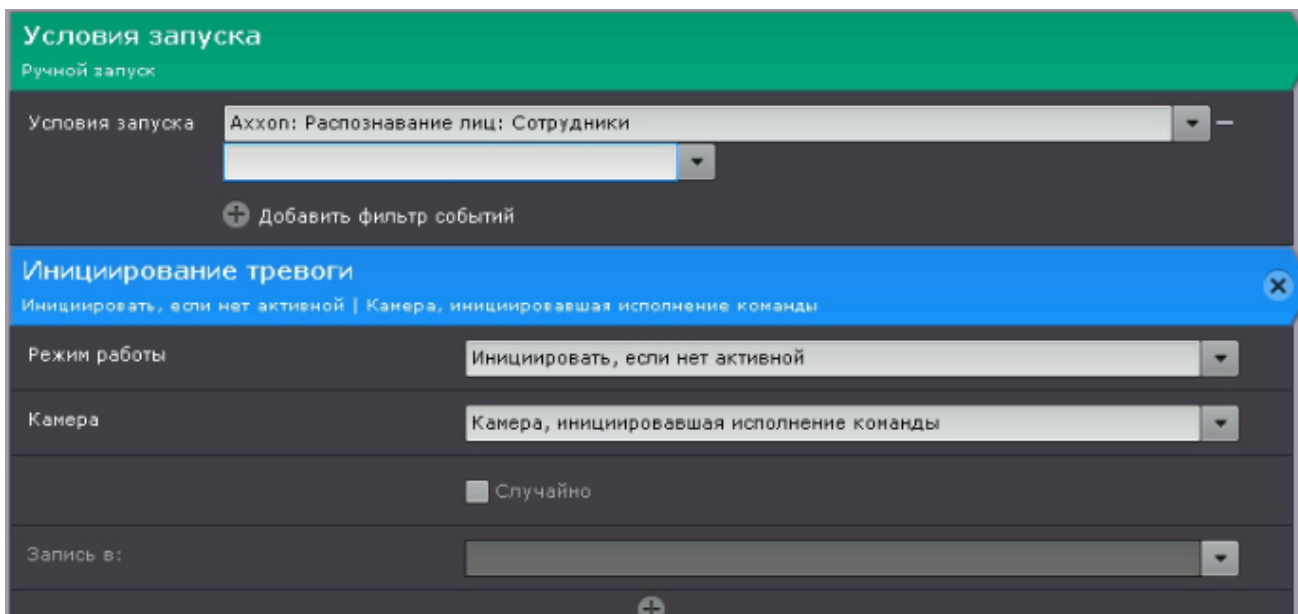 Условия запуска
Ручной запуск
Условия запуска
Axxon: Распознавание лиц: Сотрудники
Добавить фильтр событий
Инициирование тревоги
Инициировать, если нет активной | Камера, инициировавшая исполнение команды
Режим работы
Инициировать, если нет активной
Камера
Камера, инициировавшая исполнение команды
Случайно
Запись в: